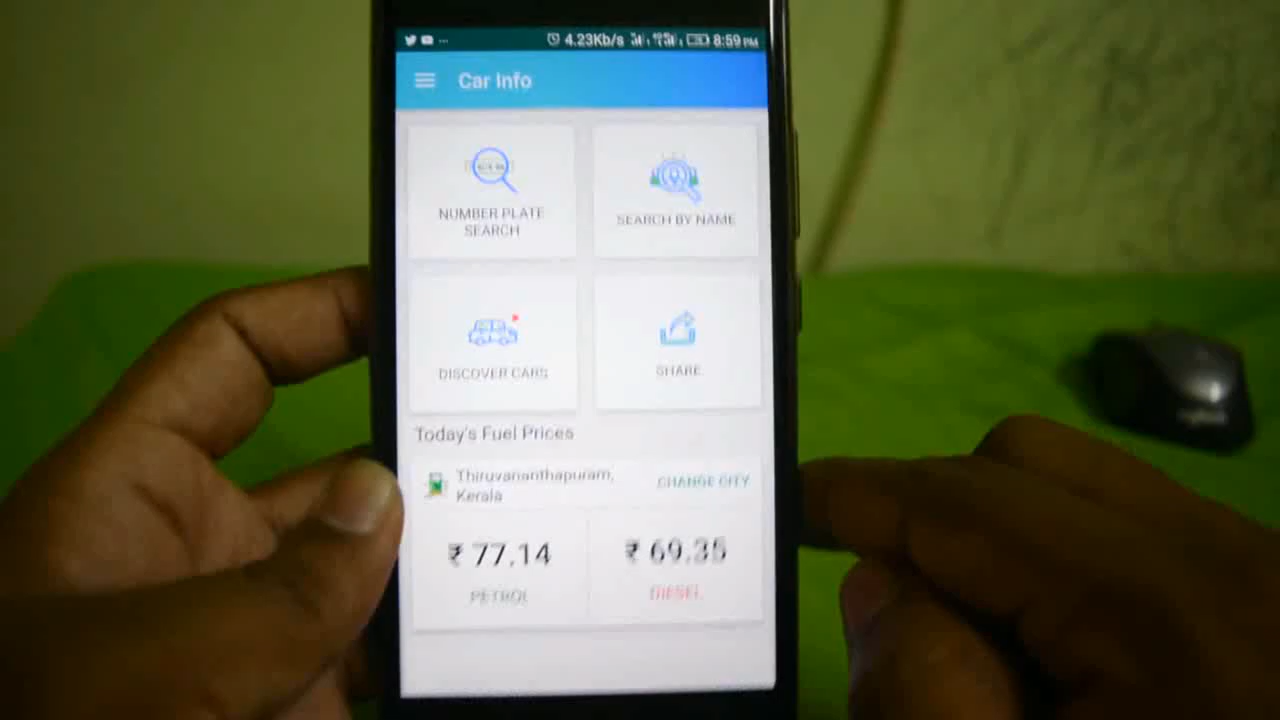 4.23Kb/s 8:59 PM
Car Info
NUMBER PLATE
SEARCH
SEARCH BY NAME
DISCOVER CARS
SHARE
Today's Fuel Prices
Thiruvananthapuram,
Kerala
CHANGE CITY
₹ 77.14
₹ 69.35
PETROL
DIESEL